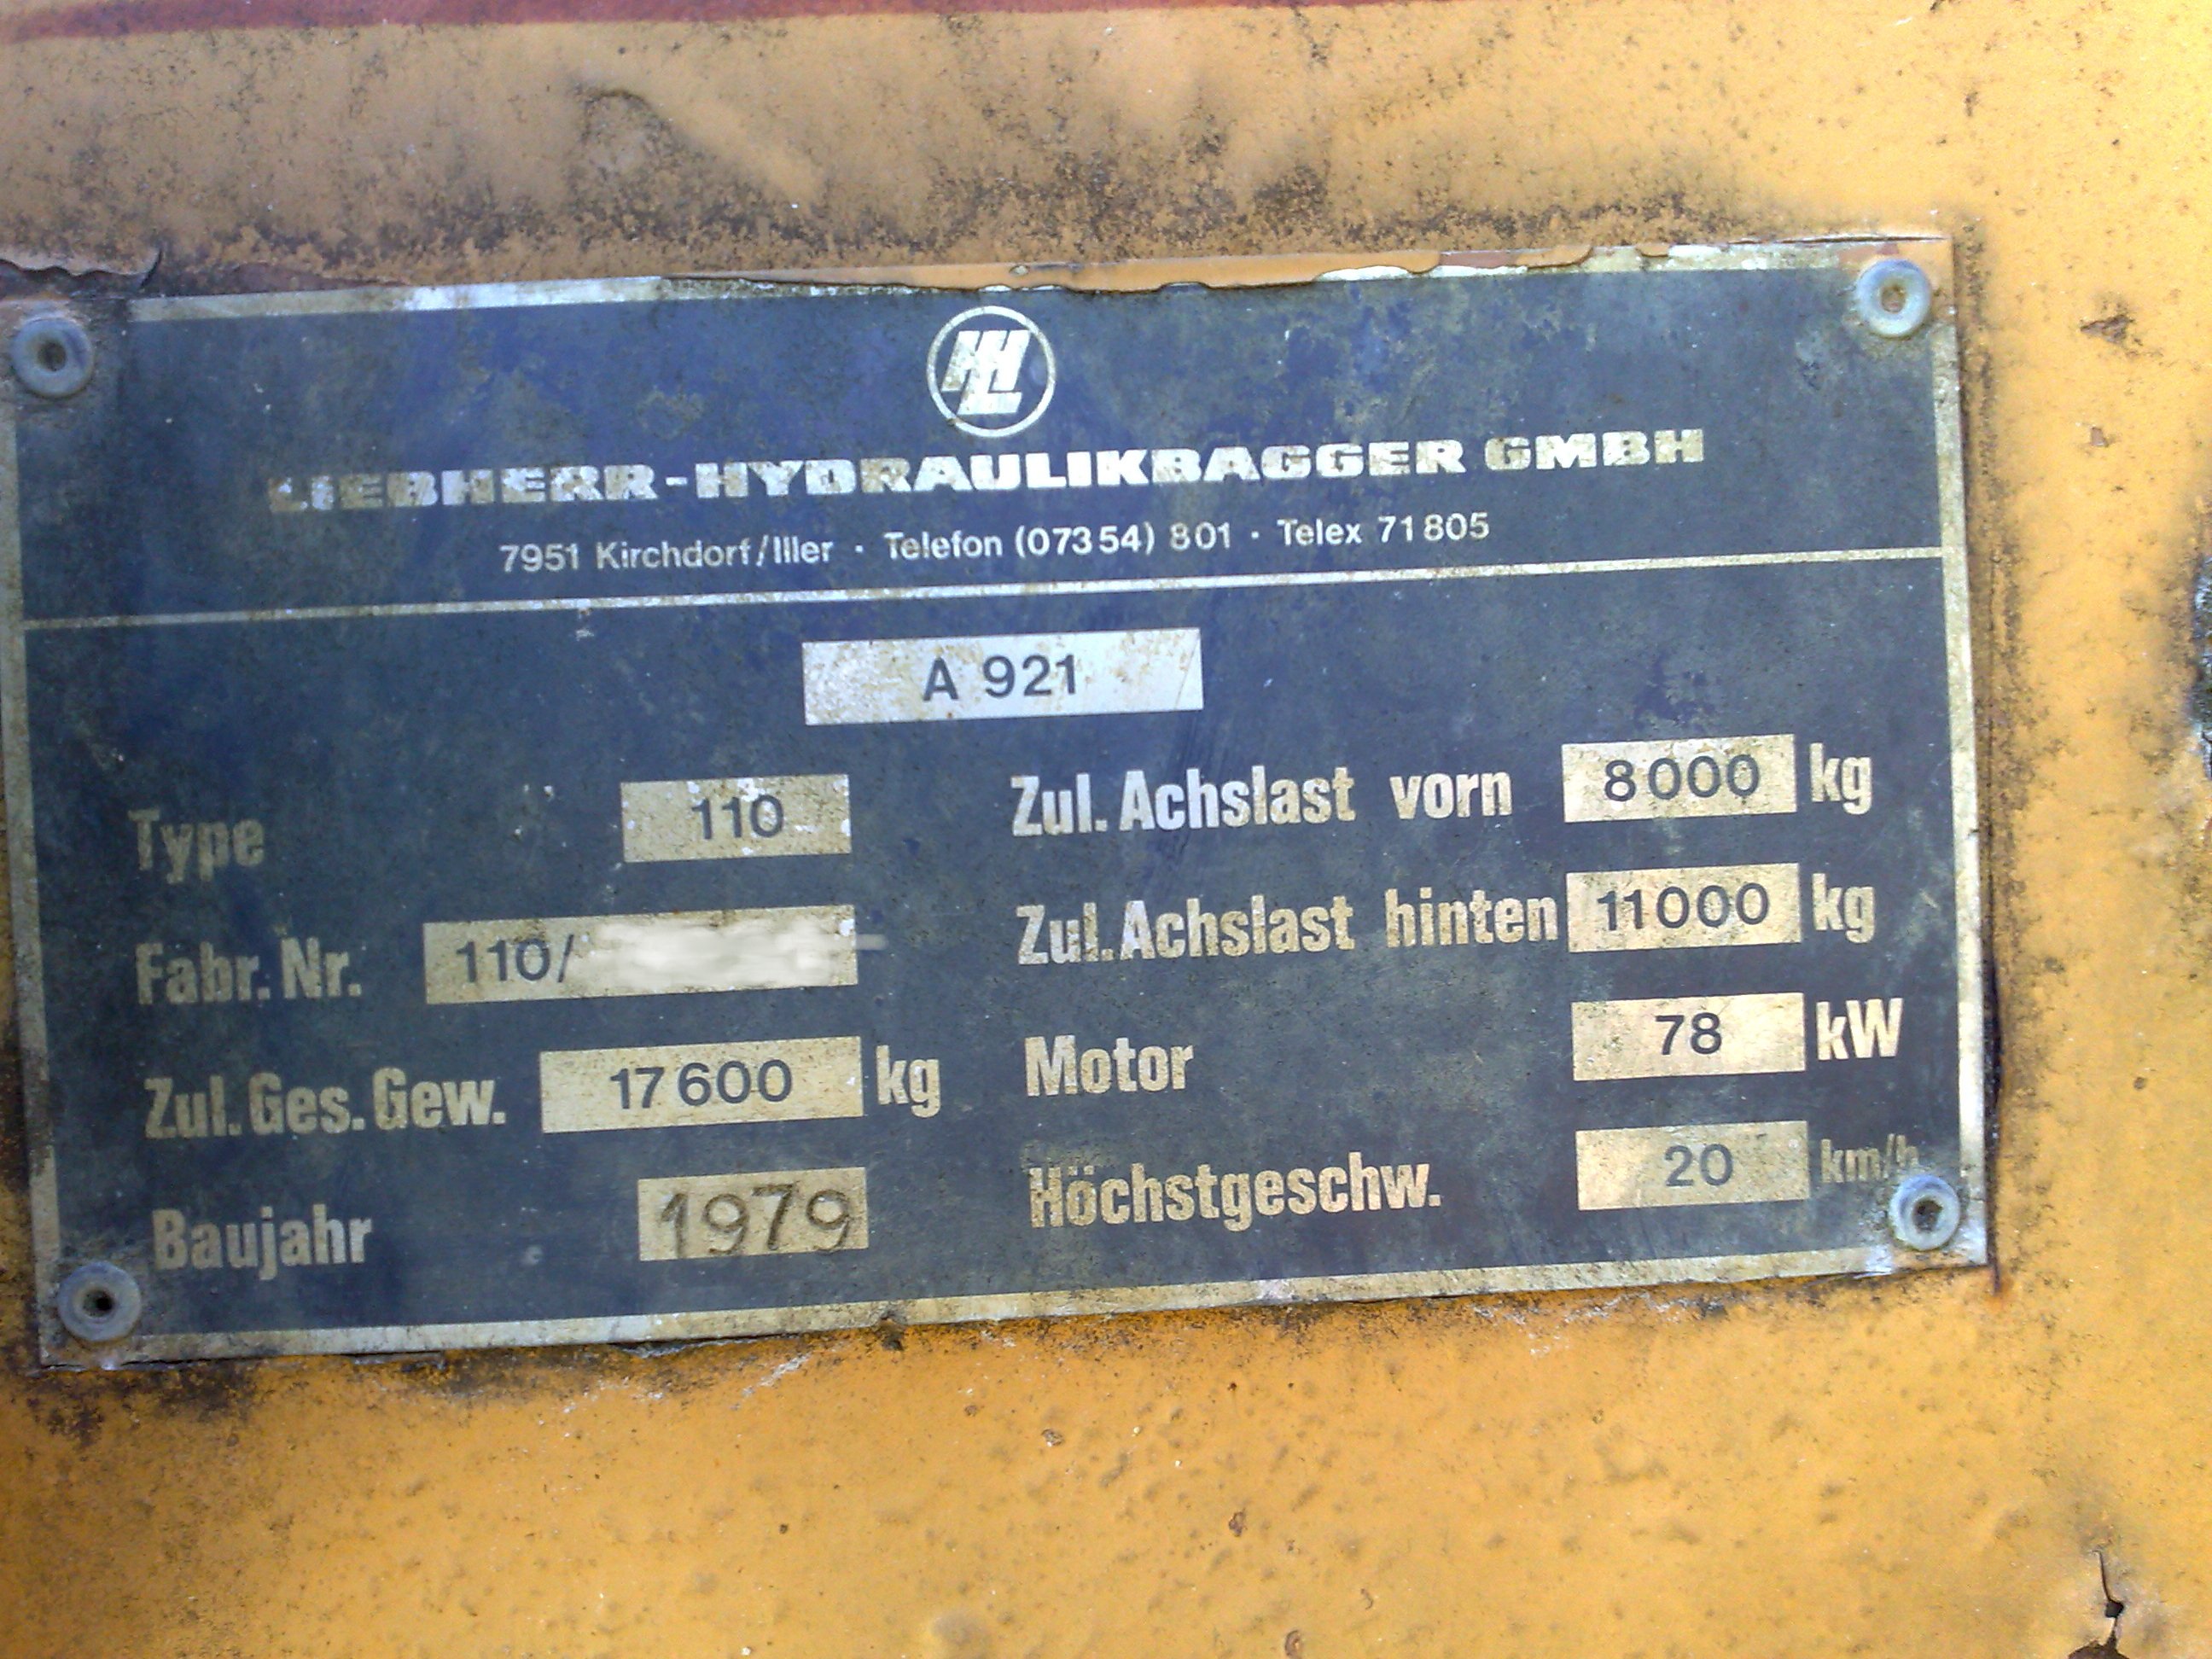 LIEBHERR-HYDRAULIKBAGGER GMBH
7951 Kirchdorf/Iller · Telefon (07354) 801 · Telex 71805
A 921
Type 110
Fabr. Nr. 110/
Zul. Ges. Gew. 17600 kg
Baujahr 1979
Zul. Achslast vorn 8000 kg
Zul. Achslast hinten 11000 kg
Motor 78 kW
Höchstgeschw. 20 km/h